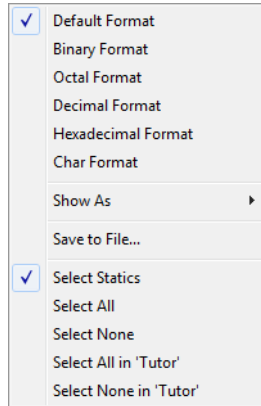 Default Format
Binary Format
Octal Format
Decimal Format
Hexadecimal Format
Char Format
Show As
Save to File...
Select Statics
Select All
Select None
Select All in 'Tutor'
Select None in 'Tutor'